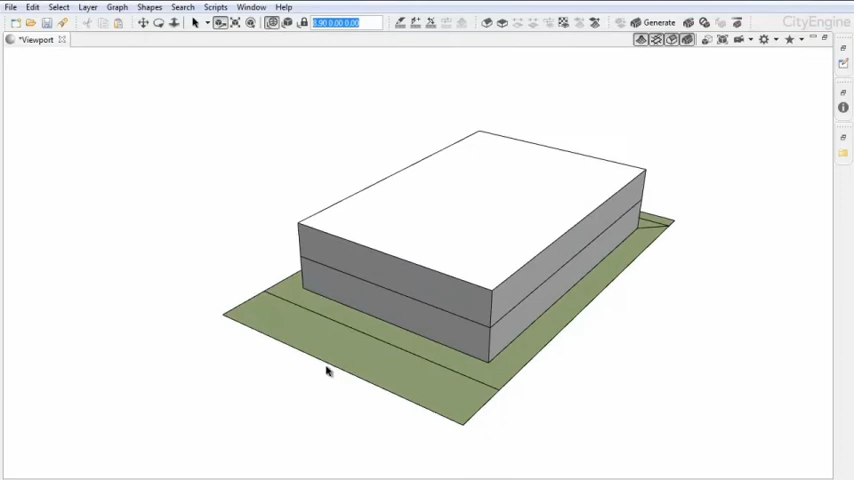 File Edit Select Layer Graph Shapes Search Scripts Window Help
Generate CityEngine
*Viewport